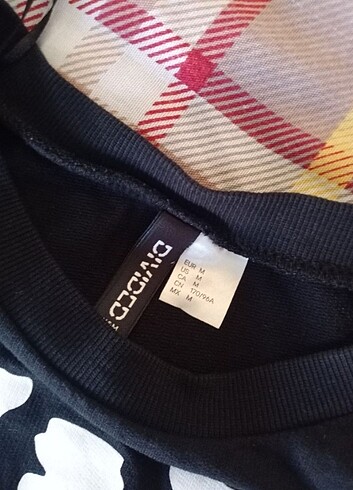 DIVIDED
H&M
EUR M
US M
CA M
CN 170/96A
MX M